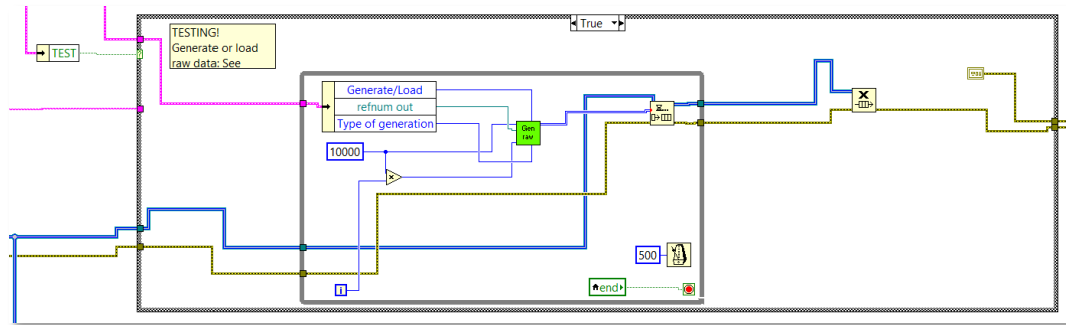 True
TEST
TESTING!
Generate or load
raw data: See
Generate/Load
refnum out
Type of generation
10000
Gen
raw
i
500
end